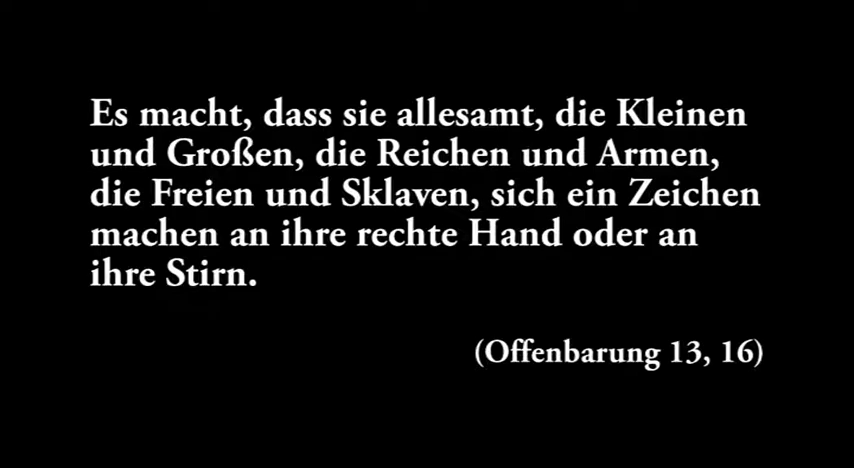 Es macht, dass sie allesamt, die Kleinen
und Großen, die Reichen und Armen,
die Freien und Sklaven, sich ein Zeichen
machen an ihre rechte Hand oder an
ihre Stirn.
(Offenbarung 13, 16)